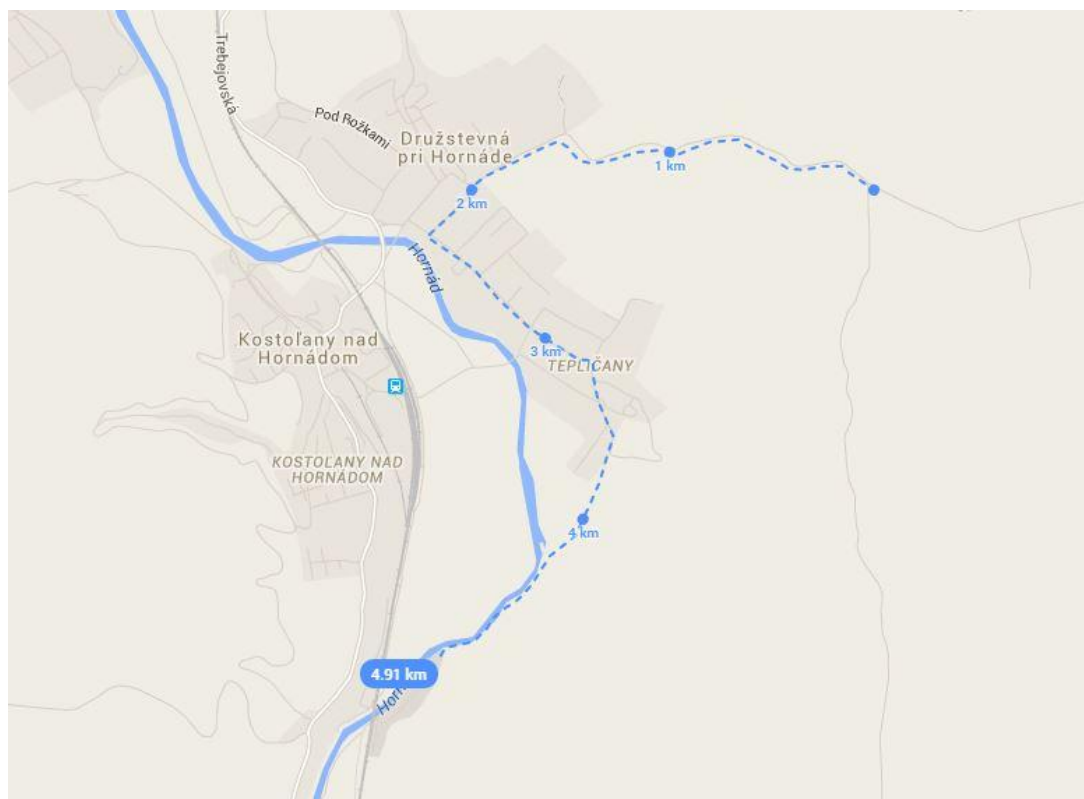 Trebejovská
Pod Rožkami
Družstevná
pri Hornáde
1 km
2 km
Hornád
Kostoľany nad
Hornádom
3 km
TEPLIČANY
KOSTOĽANY NAD
HORNÁDOM
4 km
4.91 km